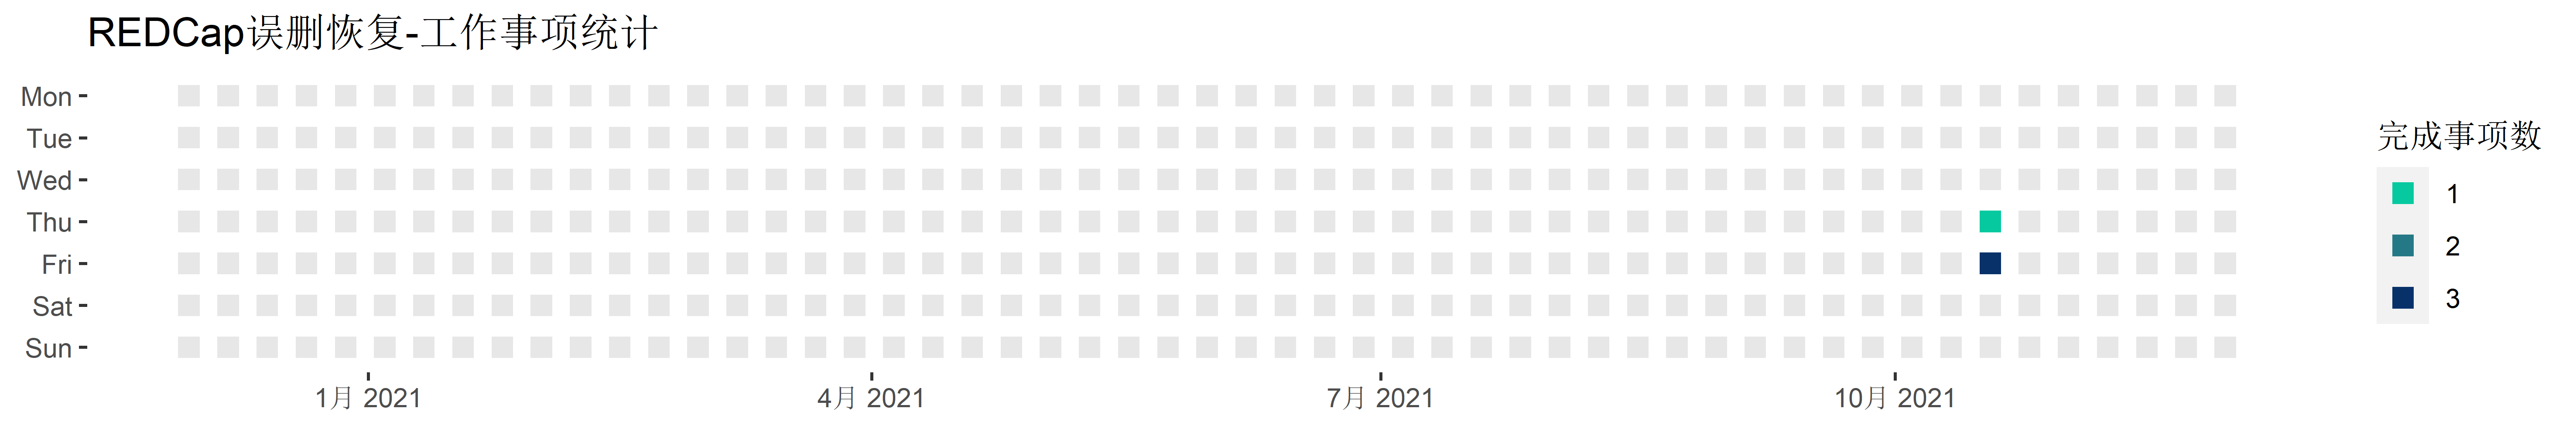 REDCap误删恢复-工作事项统计
Mon
Tue
Wed
Thu
Fri
Sat
Sun
1月 2021
4月 2021
7月 2021
10月 2021
完成事项数
1
2
3